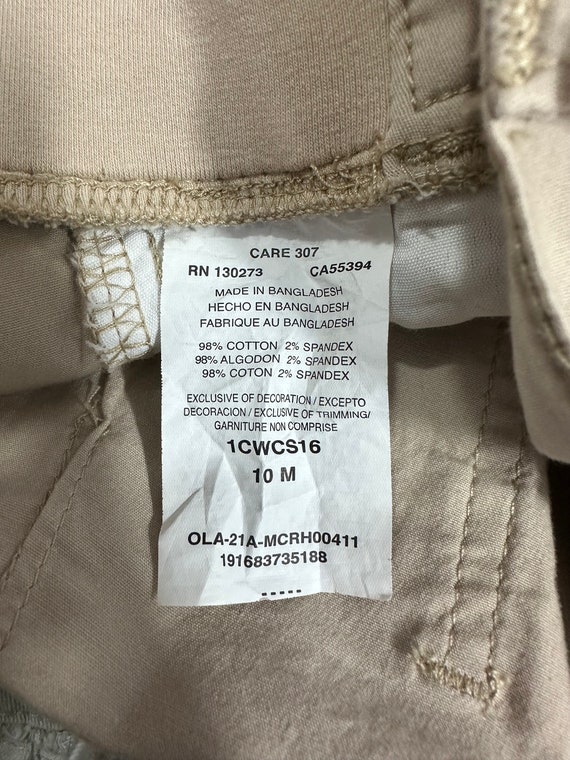 CARE 307
RN 130273 CA55394
MADE IN BANGLADESH
HECHO EN BANGLADESH
FABRIQUE AU BANGLADESH
98% COTTON 2% SPANDEX
98% ALGODON 2% SPANDEX
98% COTON 2% SPANDEX
EXCLUSIVE OF DECORATION/EXCEPTO
DECORACION/EXCLUSIVE OF TRIMMING/
GARNITURE NON COMPRISE
1CWCS16
10 M
OLA-21A-MCRH00411
191683735188